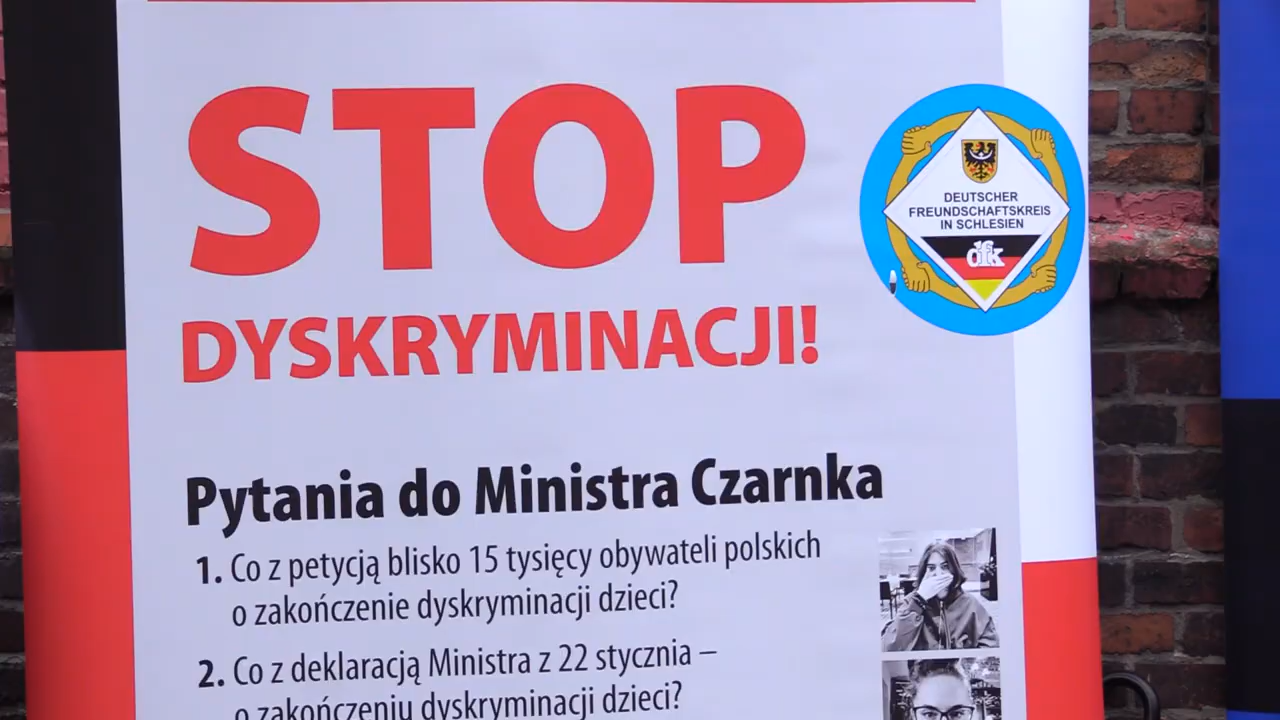 STOP
DYSKRYMINACJI!
DEUTSCHER
FREUNDSCHAFTSKREIS
IN SCHLESIEN
dfk
Pytania do Ministra Czarnka
1. Co z petycją blisko 15 tysięcy obywateli polskich
o zakończenie dyskryminacji dzieci?
2. Co z deklaracją Ministra z 22 stycznia –
o zakończeniu dyskryminacji dzieci?